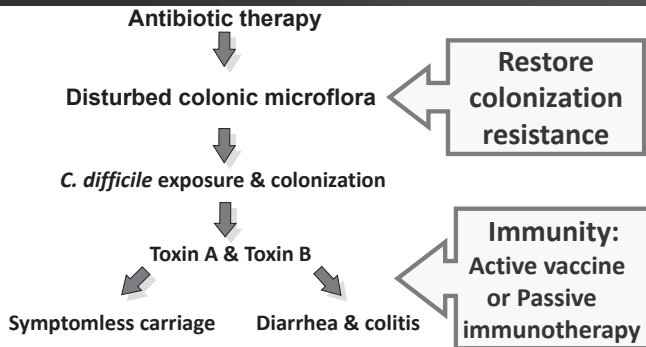 Antibiotic therapy
Disturbed colonic microflora
Restore
colonization
resistance
C. difficile exposure & colonization
Toxin A & Toxin B
Immunity:
Active vaccine
or Passive
immunotherapy
Symptomless carriage
Diarrhea & colitis